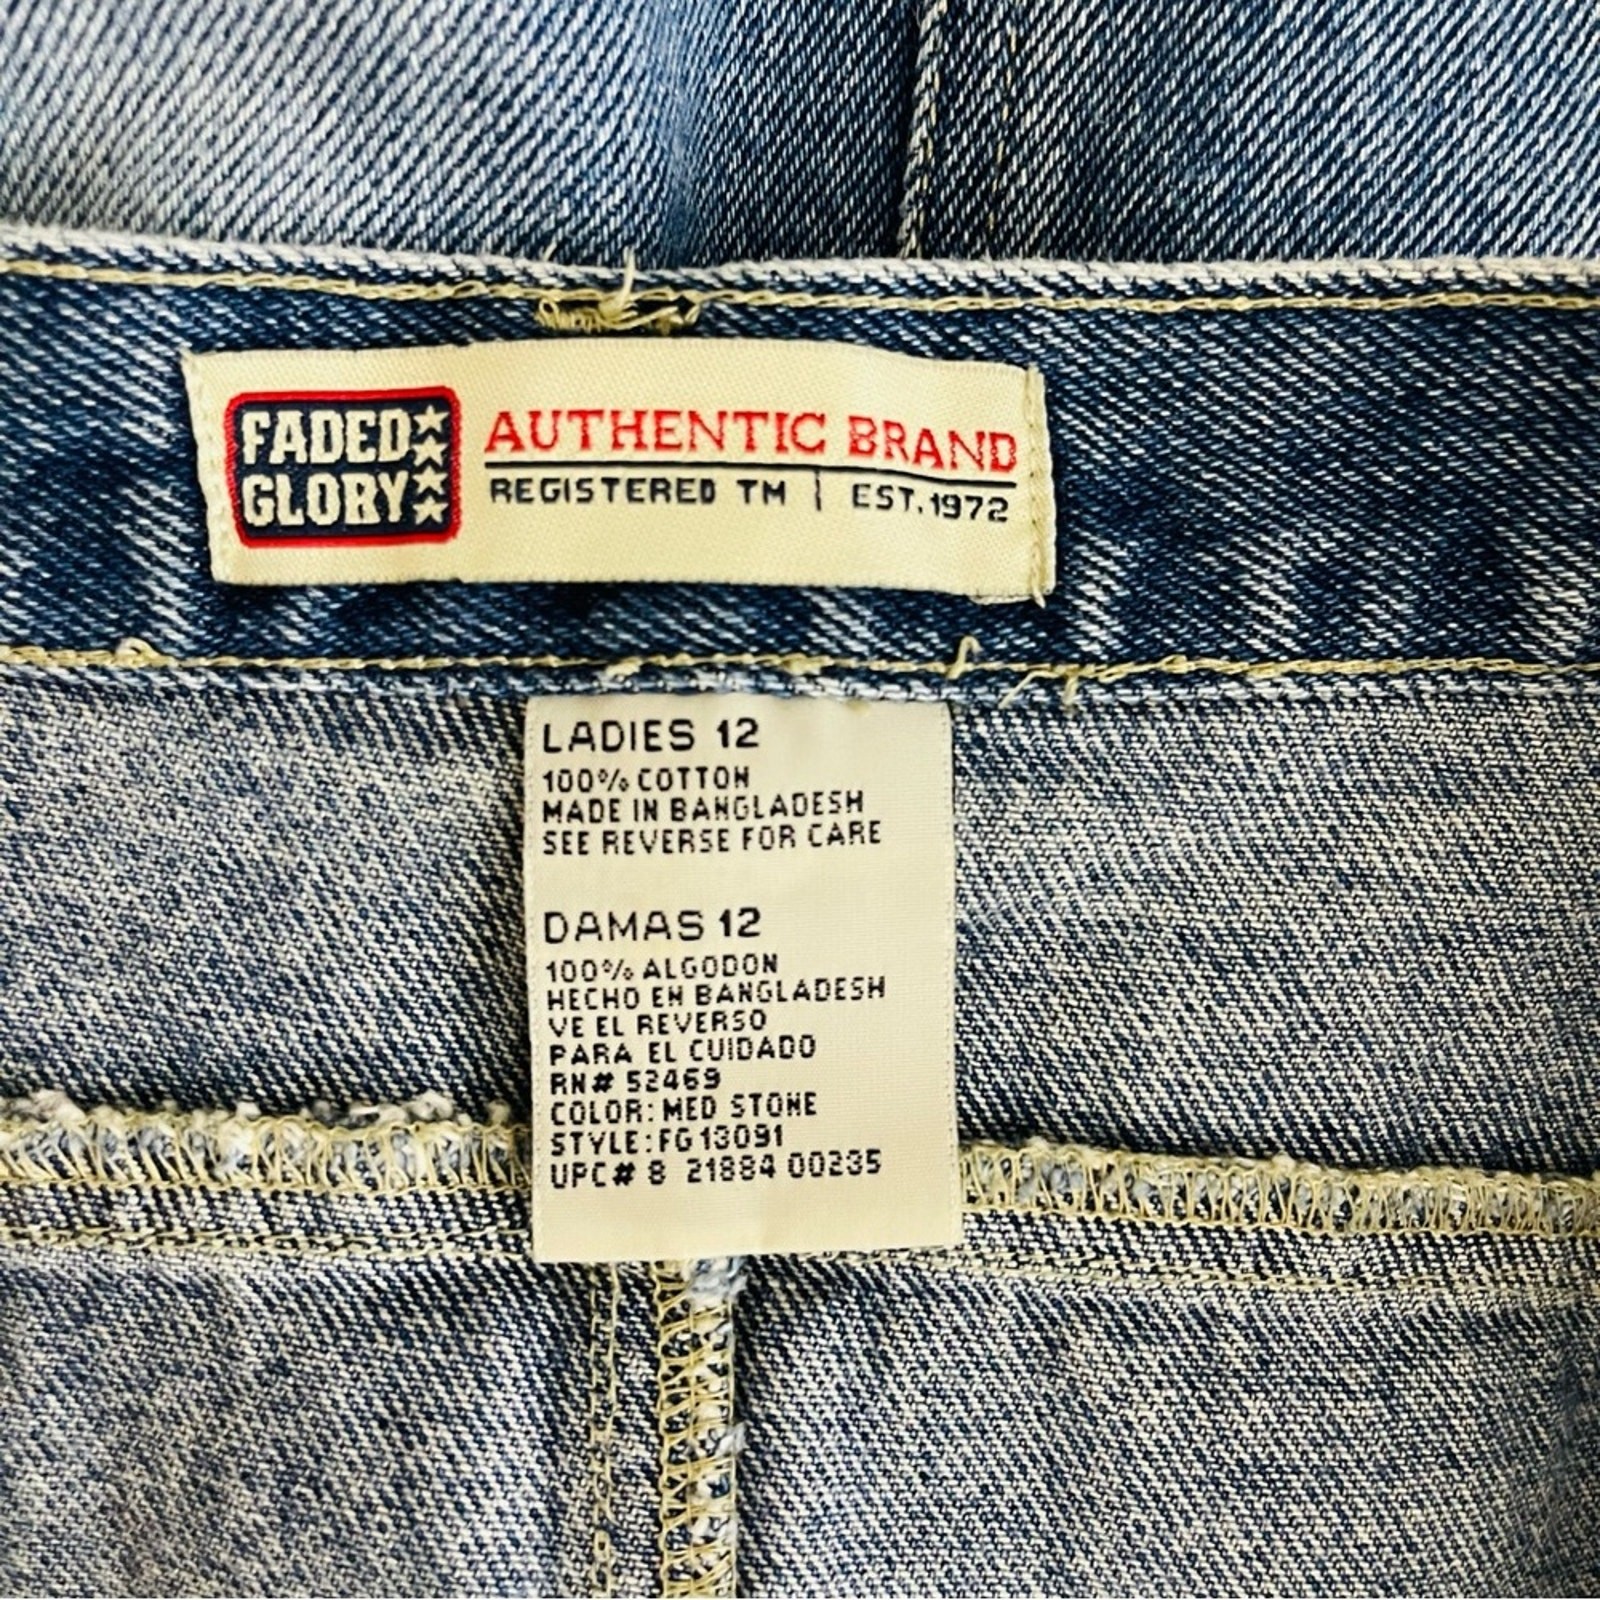 FADED
GLORY
AUTHENTIC BRAND
REGISTERED TM | EST. 1972
LADIES 12
100% COTTON
MADE IN BANGLADESH
SEE REVERSE FOR CARE
DAMAS 12
100% ALGODON
HECHO EN BANGLADESH
VE EL REVERSO
PARA EL CUIDADO
RN# 52469
COLOR: MED STONE
STYLE: FG13091
UPC# 8 21884 00235